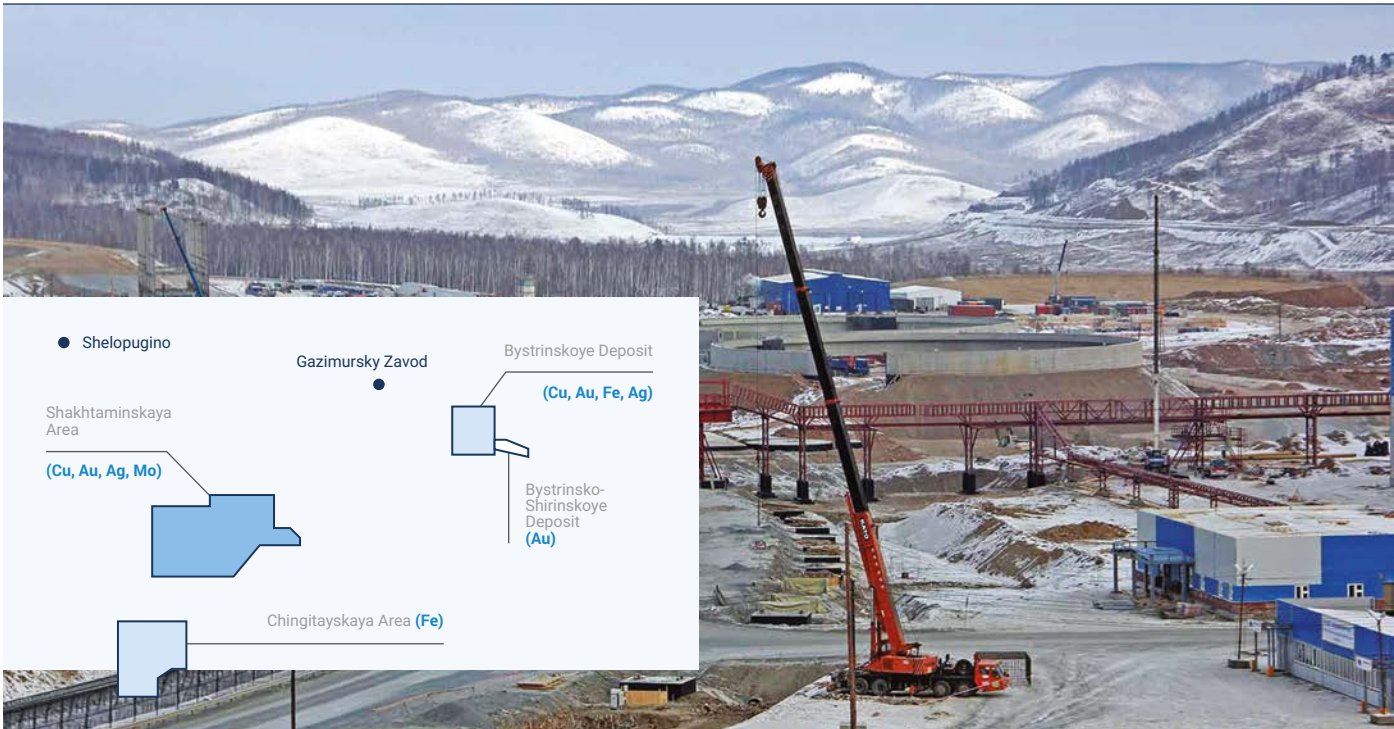 Shelopugino
Gazimursky Zavod
Bystrinskoye Deposit
(Cu, Au, Fe, Ag)
Shakhtaminskaya
Area
(Cu, Au, Ag, Mo)
Bystrinsko-
Shirinskoye
Deposit
(Au)
Chingitayskaya Area (Fe)
KATO